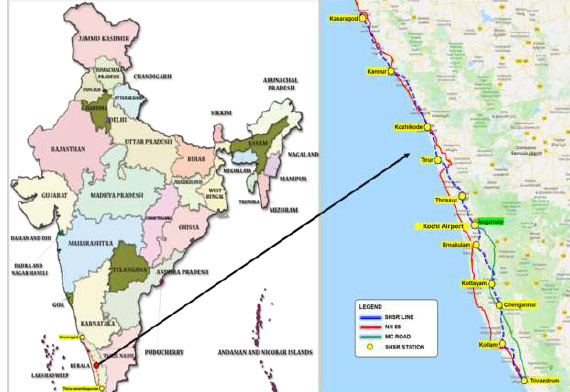 JAMMO KASHMIR
HIMACHAL
PRADESH
CHANDIGARH
PUNJAB
UTTARAKHAND
HARYANA
DELHI
ARUNACHAL
PRADESH
SIKKIM
RAJASTHAN
UTTAR PRADESH
BIHAR
ASSAM
NAGALAND
MEGHALAYA
MANIPUR
TRIPURA
MIZORAM
GUJARAT
MADHYA PRADESH
JHARKHAND
WEST
BENGAL
CHHATTISGARH
ORISSA
DAMAN AND DIU
DADRA AND
NAGAR HAVELI
MAHARASHTRA
TELANGANA
ANDHRA PRADESH
GOA
KARNATAKA
TAMIL NADU
PUDUCHERRY
ANDAMAN AND NICOBAR ISLANDS
LAKSHADWEEP
KERALA
Kasaragod
Thiruvananthapuram
Kasaragod
Kannur
Kozhikode
Tirur
Thrissur
Kochi Airport
Angamaly
Ernakulam
Kottayam
Chengannur
Kollam
Trivandrum
LEGEND
SHSR LINE
NH 66
MC ROAD
SHSR STATION